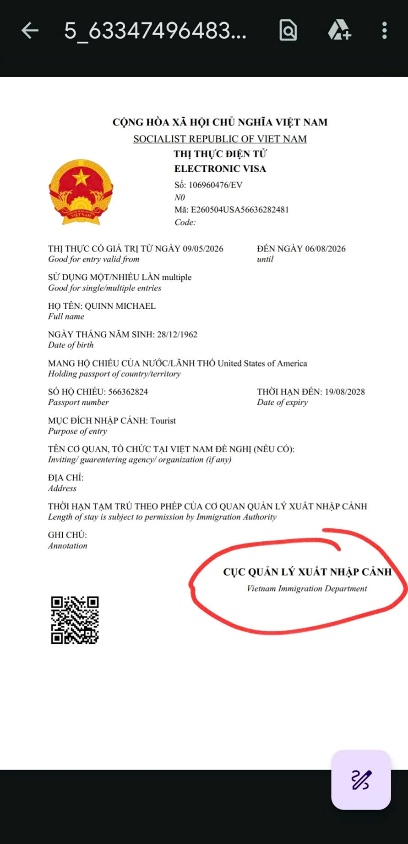 5_63347496483...
CỘNG HÒA XÃ HỘI CHỦ NGHĨA VIỆT NAM
SOCIALIST REPUBLIC OF VIET NAM
THỊ THỰC ĐIỆN TỬ
ELECTRONIC VISA
Số: 106960476/EV
N0
Mã: E260504USA56636282481
Code:
THỊ THỰC CÓ GIÁ TRỊ TỪ NGÀY 09/05/2026 ĐẾN NGÀY 06/08/2026
Good for entry valid from until
SỬ DỤNG MỘT/NHIỀU LẦN multiple
Good for single/multiple entries
HỌ TÊN: QUINN MICHAEL
Full name
NGÀY THÁNG NĂM SINH: 28/12/1962
Date of birth
MANG HỘ CHIẾU CỦA NƯỚC/LÃNH THỔ United States of America
Holding passport of country/territory
SỐ HỘ CHIẾU: 566362824 THỜI HẠN ĐẾN: 19/08/2028
Passport number Date of expiry
MỤC ĐÍCH NHẬP CẢNH: Tourist
Purpose of entry
TÊN CƠ QUAN, TỔ CHỨC TẠI VIỆT NAM ĐỀ NGHỊ (NẾU CÓ):
Inviting/ guarentering agency/ organization (if any)
ĐỊA CHỈ:
Address
THỜI HẠN TẠM TRÚ THEO PHÉP CỦA CƠ QUAN QUẢN LÝ XUẤT NHẬP CẢNH
Length of stay is subject to permission by Immigration Authority
GHI CHÚ:
Annotation
CỤC QUẢN LÝ XUẤT NHẬP CẢNH
Vietnam Immigration Department